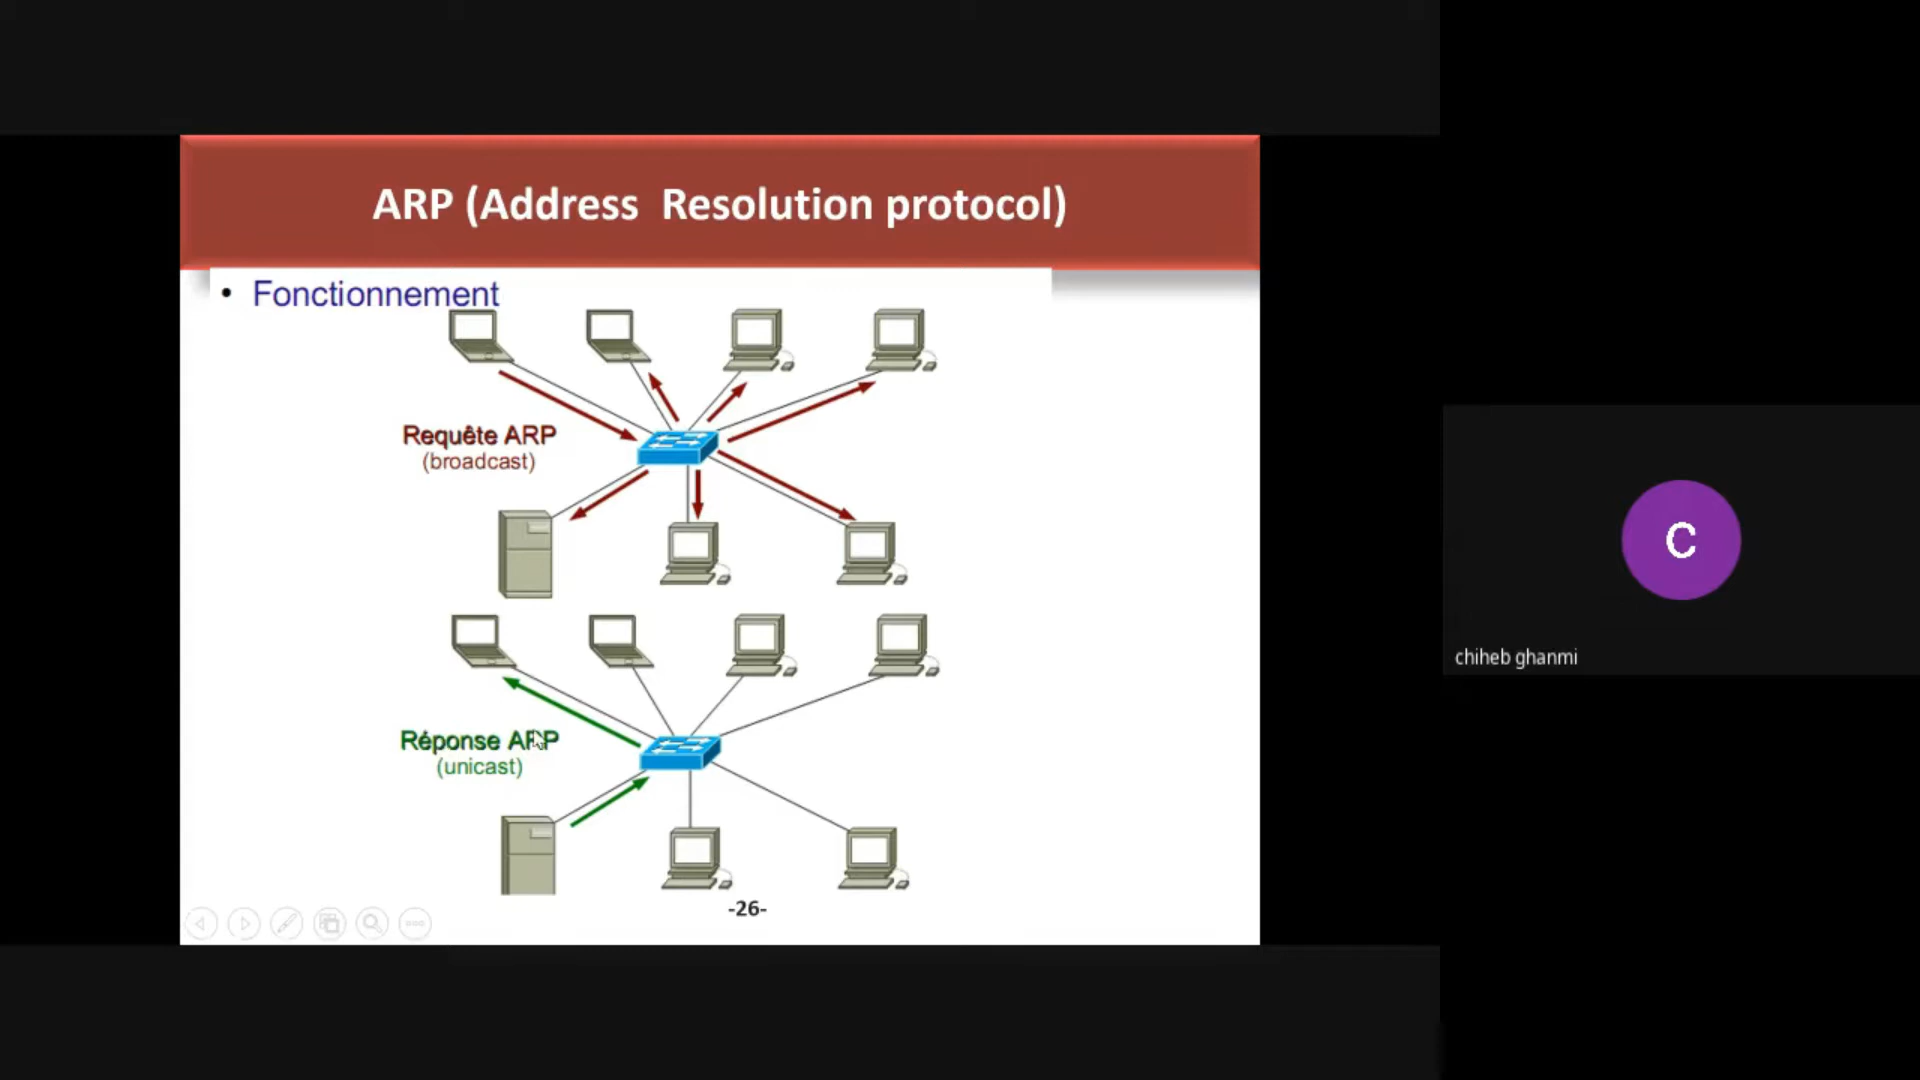 ARP (Address Resolution protocol)
• Fonctionnement
Requête ARP
(broadcast)
Réponse ARP
(unicast)
-26-
C
chiheb ghanmi